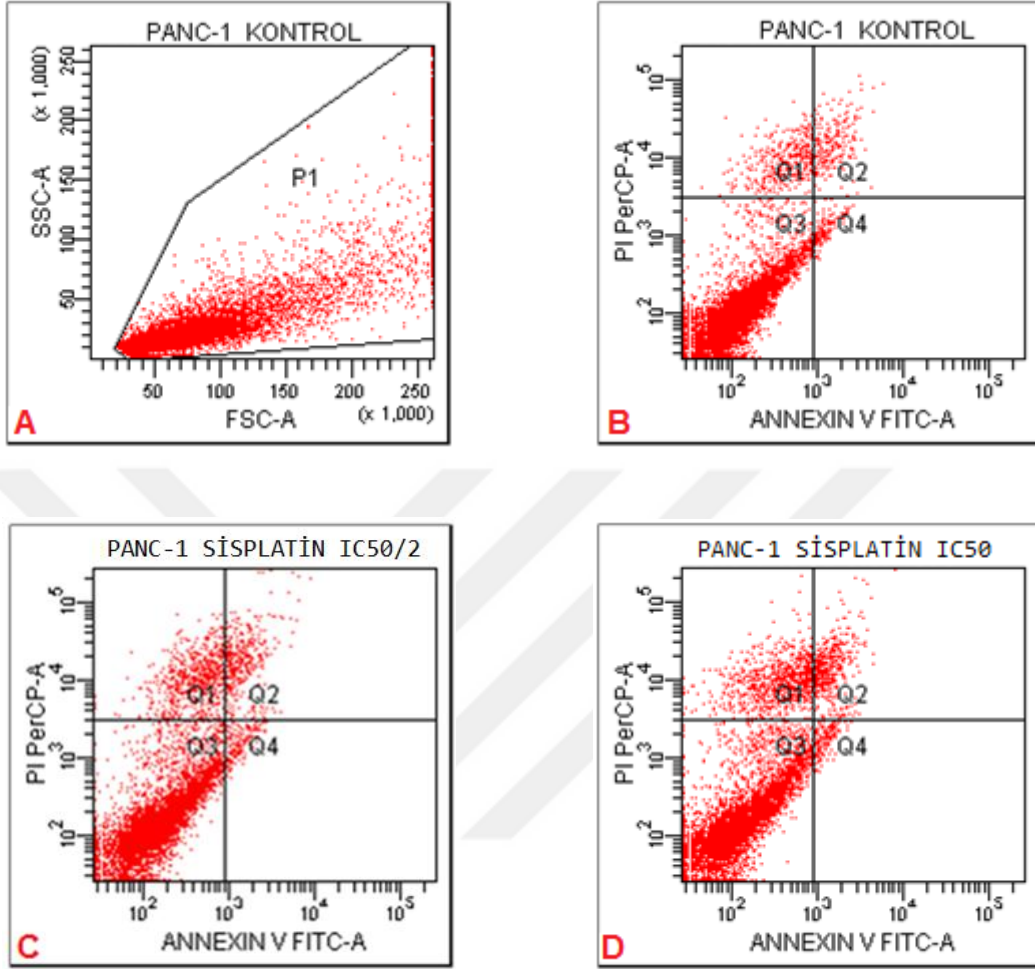 PANC-1 KONTROL
(x 1,000)
SSC-A
250
200
150
100
50
P1
50 100 150 200 250
FSC-A (x 1,000)
A
PANC-1 KONTROL
PI PerCP-A
10^5
10^4
10^3
10^2
Q1 Q2
Q3 Q4
10^2 10^3 10^4 10^5
ANNEXIN V FITC-A
B
PANC-1 SİSPLATİN IC50/2
PI PerCP-A
10^5
10^4
10^3
10^2
Q1 Q2
Q3 Q4
10^2 10^3 10^4 10^5
ANNEXIN V FITC-A
C
PANC-1 SİSPLATİN IC50
PI PerCP-A
10^5
10^4
10^3
10^2
Q1 Q2
Q3 Q4
10^2 10^3 10^4 10^5
ANNEXIN V FITC-A
D